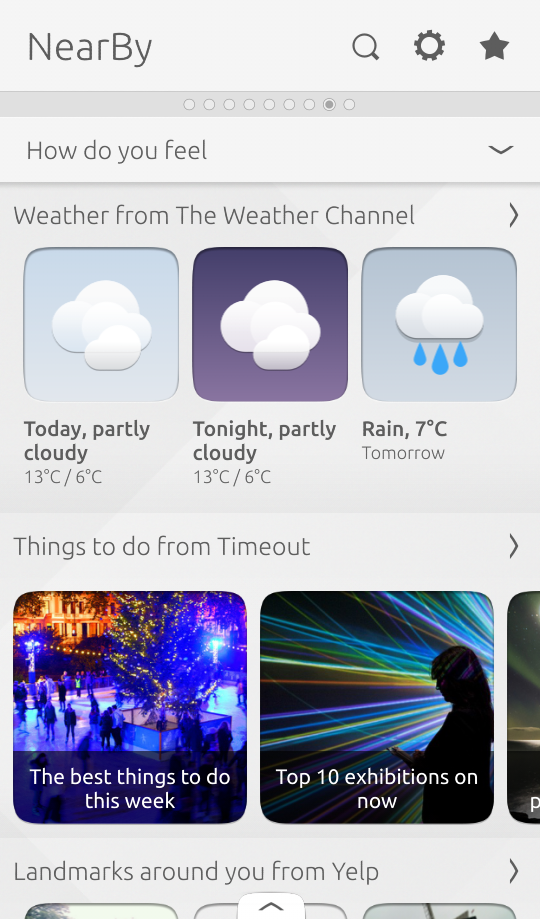 NearBy
How do you feel
Weather from The Weather Channel
Today, partly
cloudy
13°C / 6°C
Tonight, partly
cloudy
13°C / 6°C
Rain, 7°C
Tomorrow
Things to do from Timeout
The best things to do
this week
Top 10 exhibitions on
now
Landmarks around you from Yelp